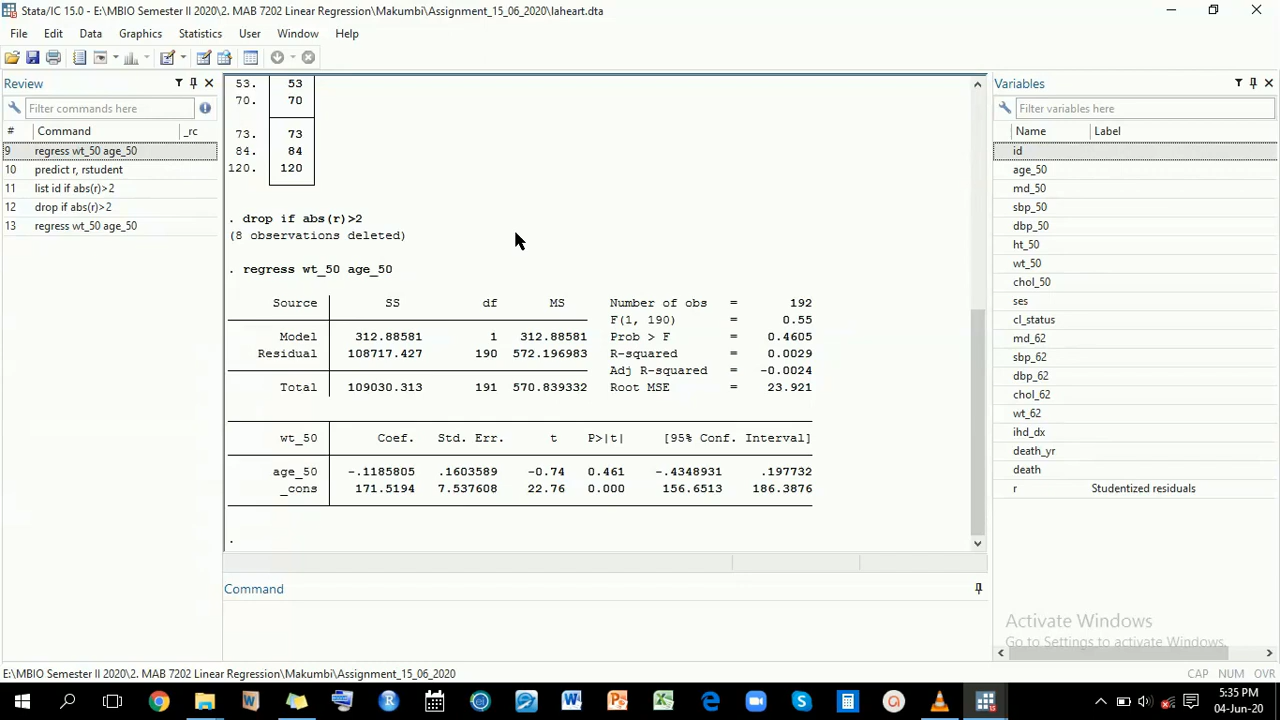 Stata/IC 15.0 - E:\MBIO Semester II 2020\2. MAB 7202 Linear Regression\Makumbi\Assignment_15_06_2020\laheart.dta
File Edit Data Graphics Statistics User Window Help
Review
Filter commands here
# Command _rc
9 regress wt_50 age_50
10 predict r, rstudent
11 list id if abs(r)>2
12 drop if abs(r)>2
13 regress wt_50 age_50
53. 53
70. 70
73. 73
84. 84
120. 120
. drop if abs(r)>2
(8 observations deleted)
. regress wt_50 age_50
Source SS df MS Number of obs = 192
F(1, 190) = 0.55
Model 312.88581 1 312.88581 Prob > F = 0.4605
Residual 108717.427 190 572.196983 R-squared = 0.0029
Adj R-squared = -0.0024
Total 109030.313 191 570.839332 Root MSE = 23.921
wt_50 Coef. Std. Err. t P>|t| [95% Conf. Interval]
age_50 -.1185805 .1603589 -0.74 0.461 -.4348931 .197732
_cons 171.5194 7.537608 22.76 0.000 156.6513 186.3876
.
Command
Variables
Filter variables here
Name Label
id
age_50
md_50
sbp_50
dbp_50
ht_50
wt_50
chol_50
ses
cl_status
md_62
sbp_62
dbp_62
chol_62
wt_62
ihd_dx
death_yr
death
r Studentized residuals
Activate Windows
Go to Settings to activate Windows.
E:\MBIO Semester II 2020\2. MAB 7202 Linear Regression\Makumbi\Assignment_15_06_2020
CAP NUM OVR
5:35 PM
04-Jun-20